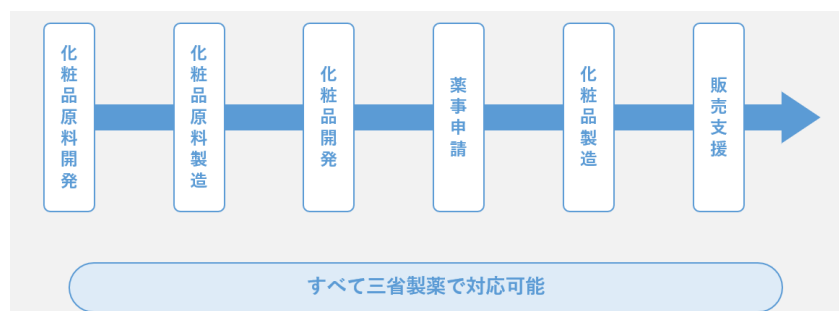 化粧品原料開発
化粧品原料製造
化粧品開発
薬事申請
化粧品製造
販売支援
すべて三省製薬で対応可能